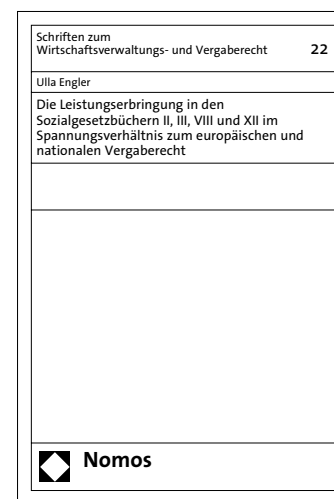 Schriften zum
Wirtschaftsverwaltungs- und Vergaberecht 22
Ulla Engler
Die Leistungserbringung in den
Sozialgesetzbüchern II, III, VIII und XII im
Spannungsverhältnis zum europäischen und
nationalen Vergaberecht
Nomos